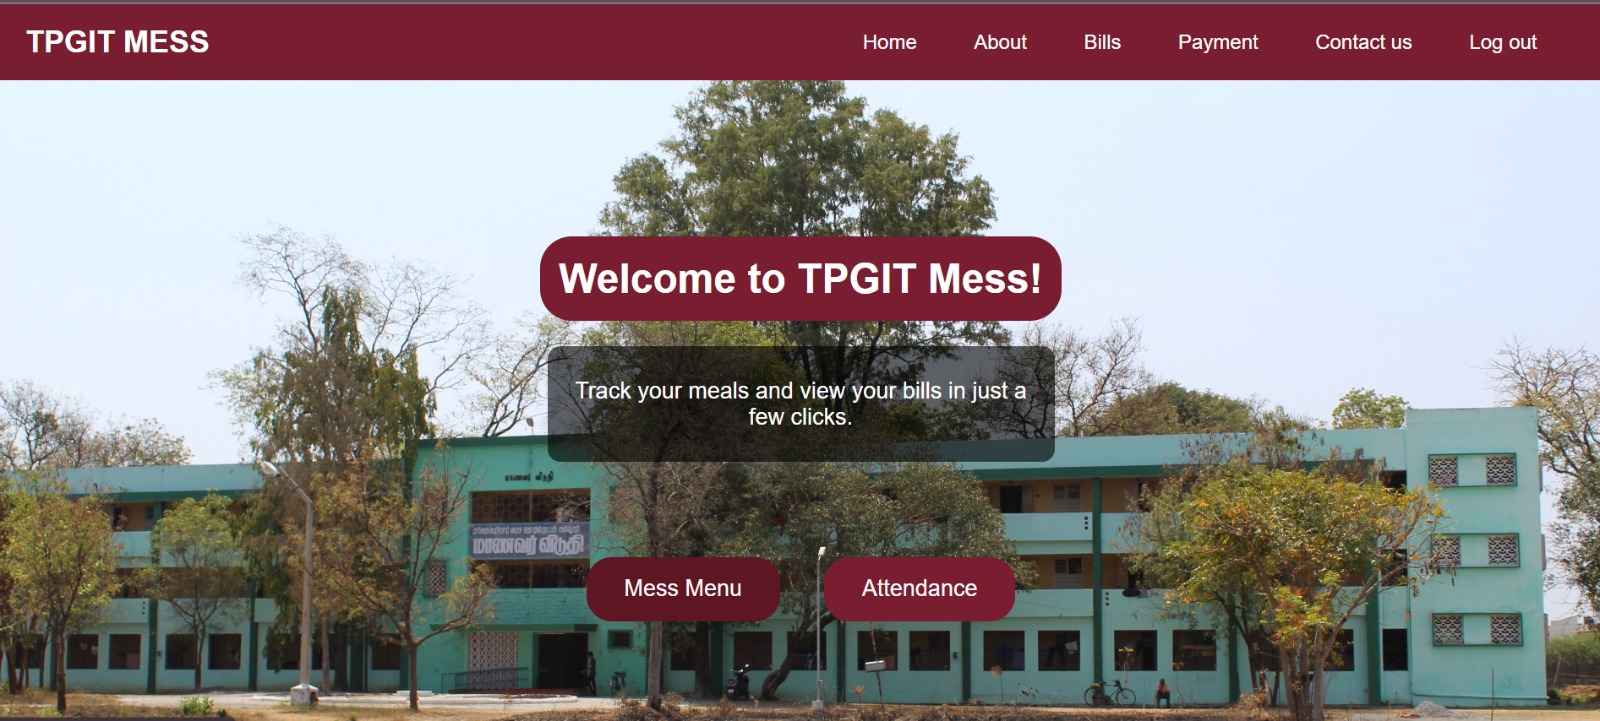 TPGIT MESS
Home
About
Bills
Payment
Contact us
Log out
Welcome to TPGIT Mess!
Track your meals and view your bills in just a
few clicks.
மாணவர் விடுதி
மாணவர் விடுதி
Mess Menu
Attendance